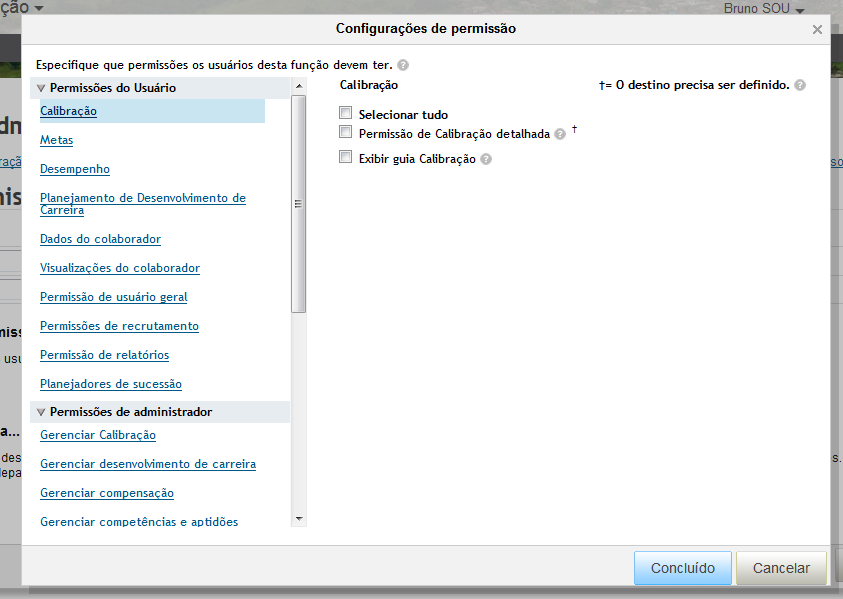 ção
Bruno SOU
Configurações de permissão
Especifique que permissões os usuários desta função devem ter.
Permissões do Usuário
Calibração
Metas
Desempenho
Planejamento de Desenvolvimento de
Carreira
Dados do colaborador
Visualizações do colaborador
Permissão de usuário geral
Permissões de recrutamento
Permissão de relatórios
Planejadores de sucessão
Permissões de administrador
Gerenciar Calibração
Gerenciar desenvolvimento de carreira
Gerenciar compensação
Gerenciar competências e aptidões
Calibração
†= O destino precisa ser definido.
Selecionar tudo
Permissão de Calibração detalhada †
Exibir guia Calibração
Concluído
Cancelar